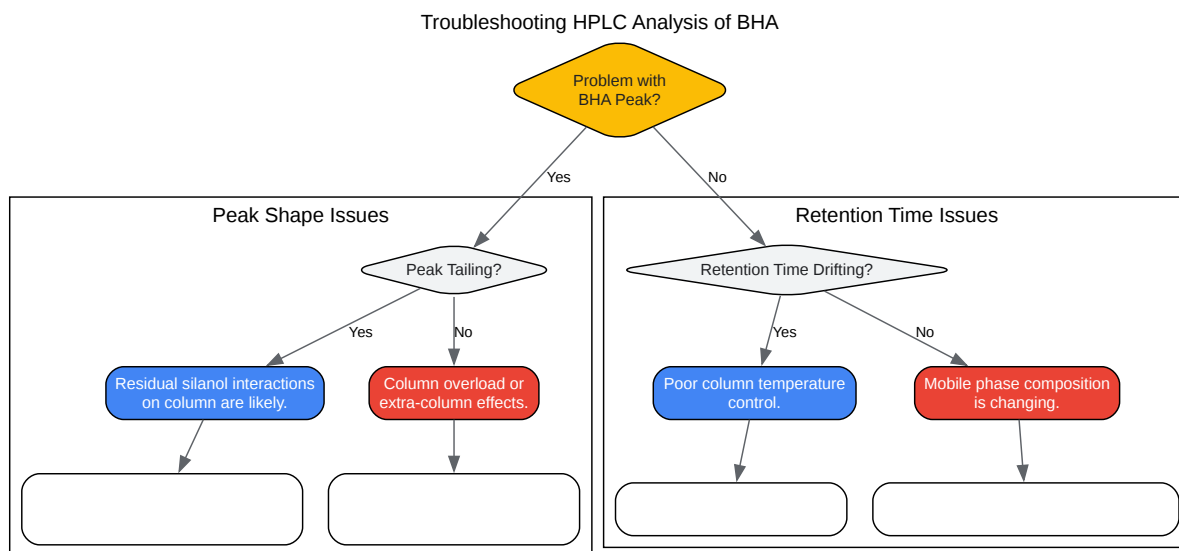 Troubleshooting HPLC Analysis of BHA
Problem with
BHA Peak?
Yes
No
Peak Shape Issues
Retention Time Issues
Peak Tailing?
Retention Time Drifting?
Yes
No
Yes
No
Residual silanol interactions
on column are likely.
Column overload or
extra-column effects.
Poor column temperature
control.
Mobile phase composition
is changing.